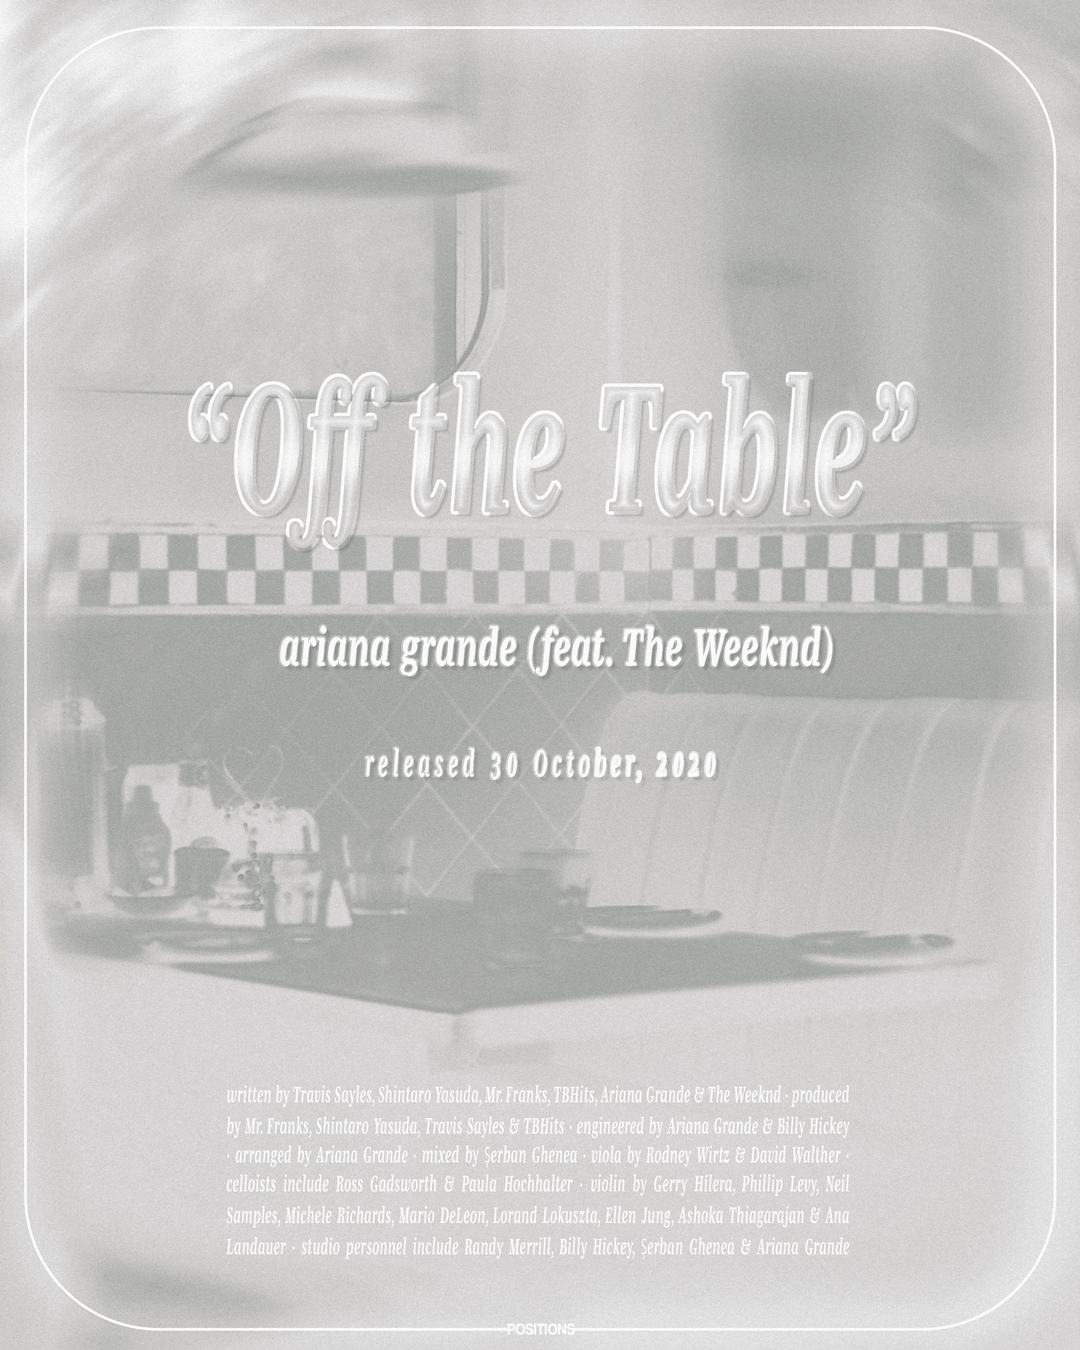 “Off the Table”
ariana grande (feat. The Weeknd)
released 30 October, 2020
written by Travis Sayles, Shintaro Yasuda, Mr. Franks, TBHits, Ariana Grande & The Weeknd · produced
by Mr. Franks, Shintaro Yasuda, Travis Sayles & TBHits · engineered by Ariana Grande & Billy Hickey
· arranged by Ariana Grande · mixed by Şerban Ghenea · viola by Rodney Wirtz & David Walther ·
celloists include Ross Gadsworth & Paula Hochhalter · violin by Gerry Hilera, Phillip Levy, Neil
Samples, Michele Richards, Mario DeLeon, Lorand Lokuszta, Ellen Jung, Ashoka Thiagarajan & Ana
Landauer · studio personnel include Randy Merrill, Billy Hickey, Şerban Ghenea & Ariana Grande
POSITIONS